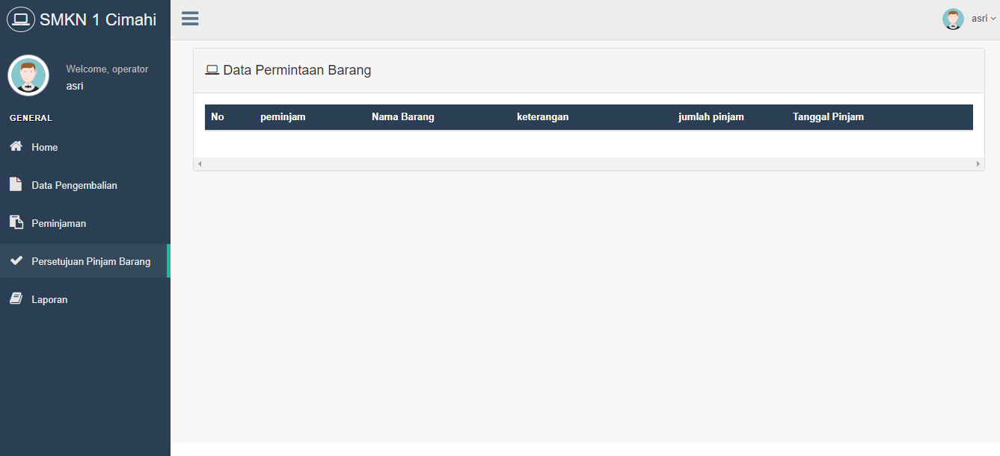 SMKN 1 Cimahi
asri
Welcome, operator
asri
GENERAL
Home
Data Pengembalian
Peminjaman
Persetujuan Pinjam Barang
Laporan
Data Permintaan Barang
No peminjam Nama Barang keterangan jumlah pinjam Tanggal Pinjam